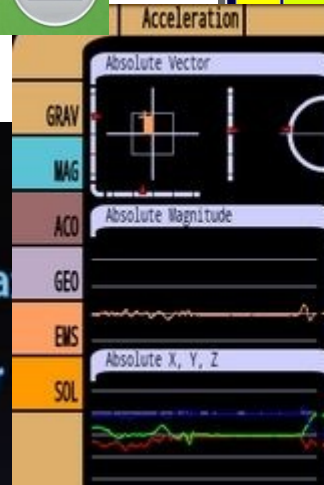 Acceleration
Absolute Vector
GRAV
MAG
ACO
Absolute Magnitude
GEO
EMS
Absolute X, Y, Z
SOL